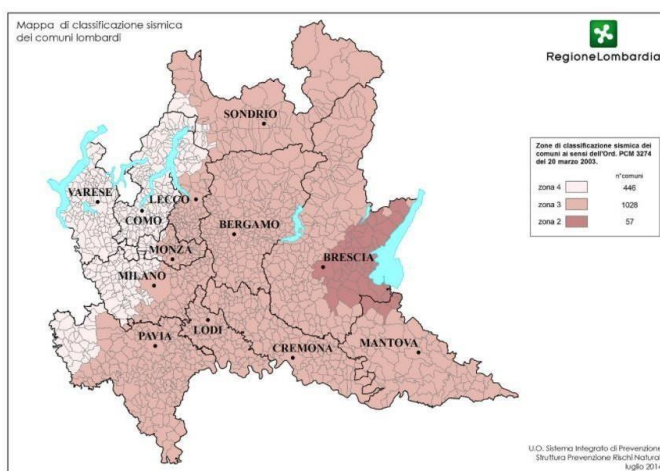 Mappa di classificazione sismica
dei comuni lombardi
RegioneLombardia
SONDRIO
VARESE
LECCO
COMO
BERGAMO
MONZA
BRESCIA
MILANO
PAVIA
LODI
CREMONA
MANTOVA
Zone di classificazione sismica dei
comuni ai sensi dell'Ord. PCM 3274
del 20 marzo 2003.
n°comuni
zona 4 446
zona 3 1028
zona 2 57
U.O. Sistema Integrato di Prevenzione
Struttura Prevenzione Rischi Natural
luglio 2014